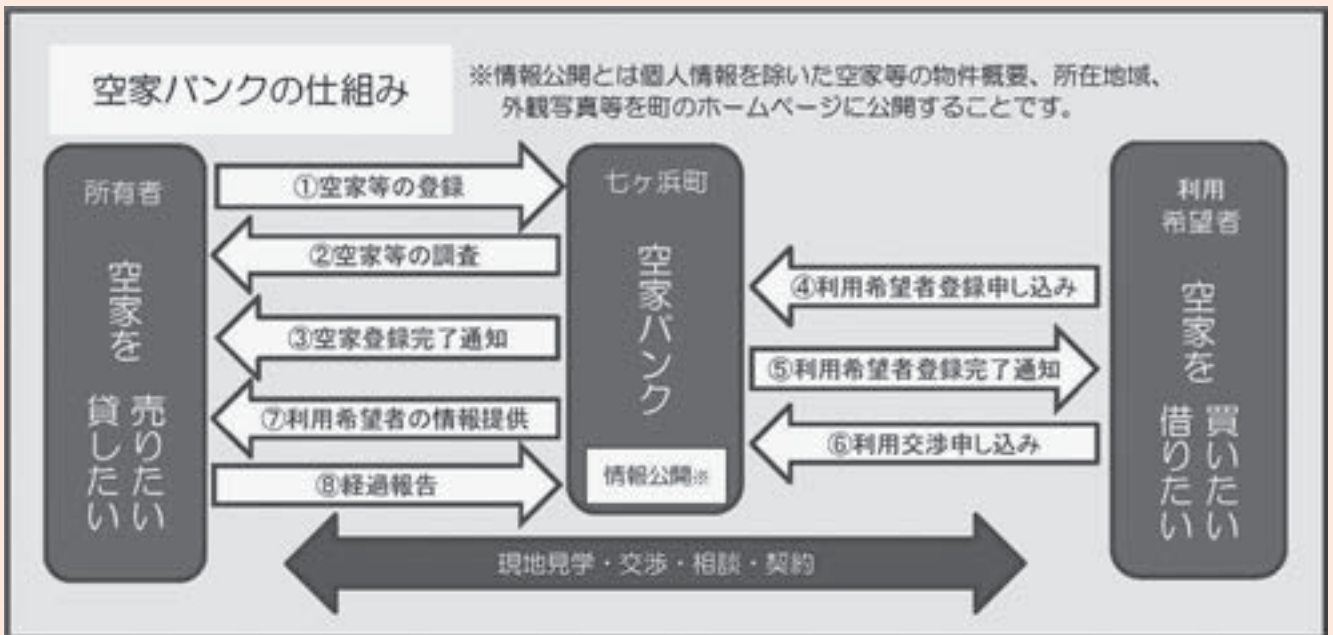 空家バンクの仕組み
※情報公開とは個人情報を除いた空家等の物件概要、所在地域、
外観写真等を町のホームページに公開することです。
所有者
空家を
売りたい
貸したい
①空家等の登録
②空家等の調査
③空家登録完了通知
⑦利用希望者の情報提供
⑧経過報告
七ヶ浜町
空家バンク
情報公開※
④利用希望者登録申し込み
⑤利用希望者登録完了通知
⑥利用交渉申し込み
利用
希望者
空家を
買いたい
借りたい
現地見学・交渉・相談・契約